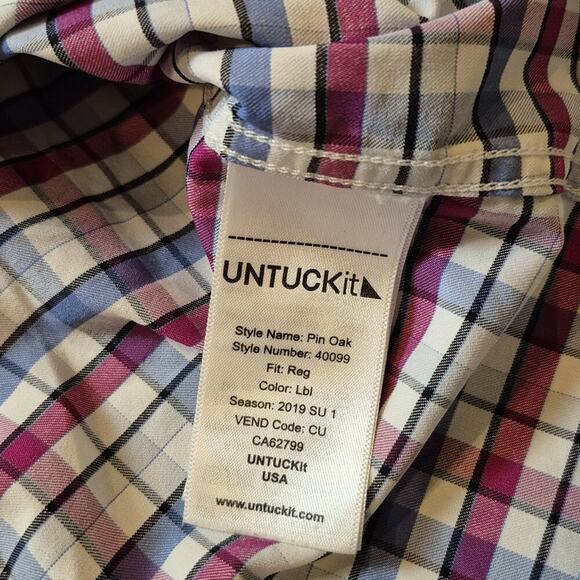 UNTUCKit
Style Name: Pin Oak
Style Number: 40099
Fit: Reg
Color: Lbl
Season: 2019 SU 1
VEND Code: CU
CA62799
UNTUCKit
USA
www.untuckit.com